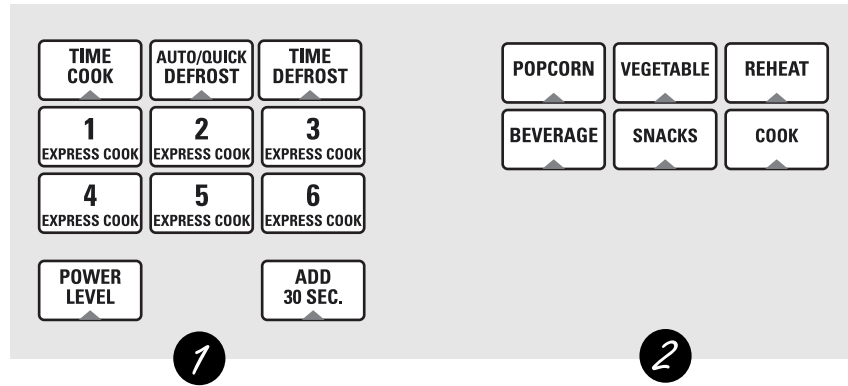 TIME
COOK
AUTO/QUICK
DEFROST
TIME
DEFROST
1
EXPRESS COOK
2
EXPRESS COOK
3
EXPRESS COOK
4
EXPRESS COOK
5
EXPRESS COOK
6
EXPRESS COOK
POWER
LEVEL
ADD
30 SEC.
1
POPCORN
VEGETABLE
REHEAT
BEVERAGE
SNACKS
COOK
2